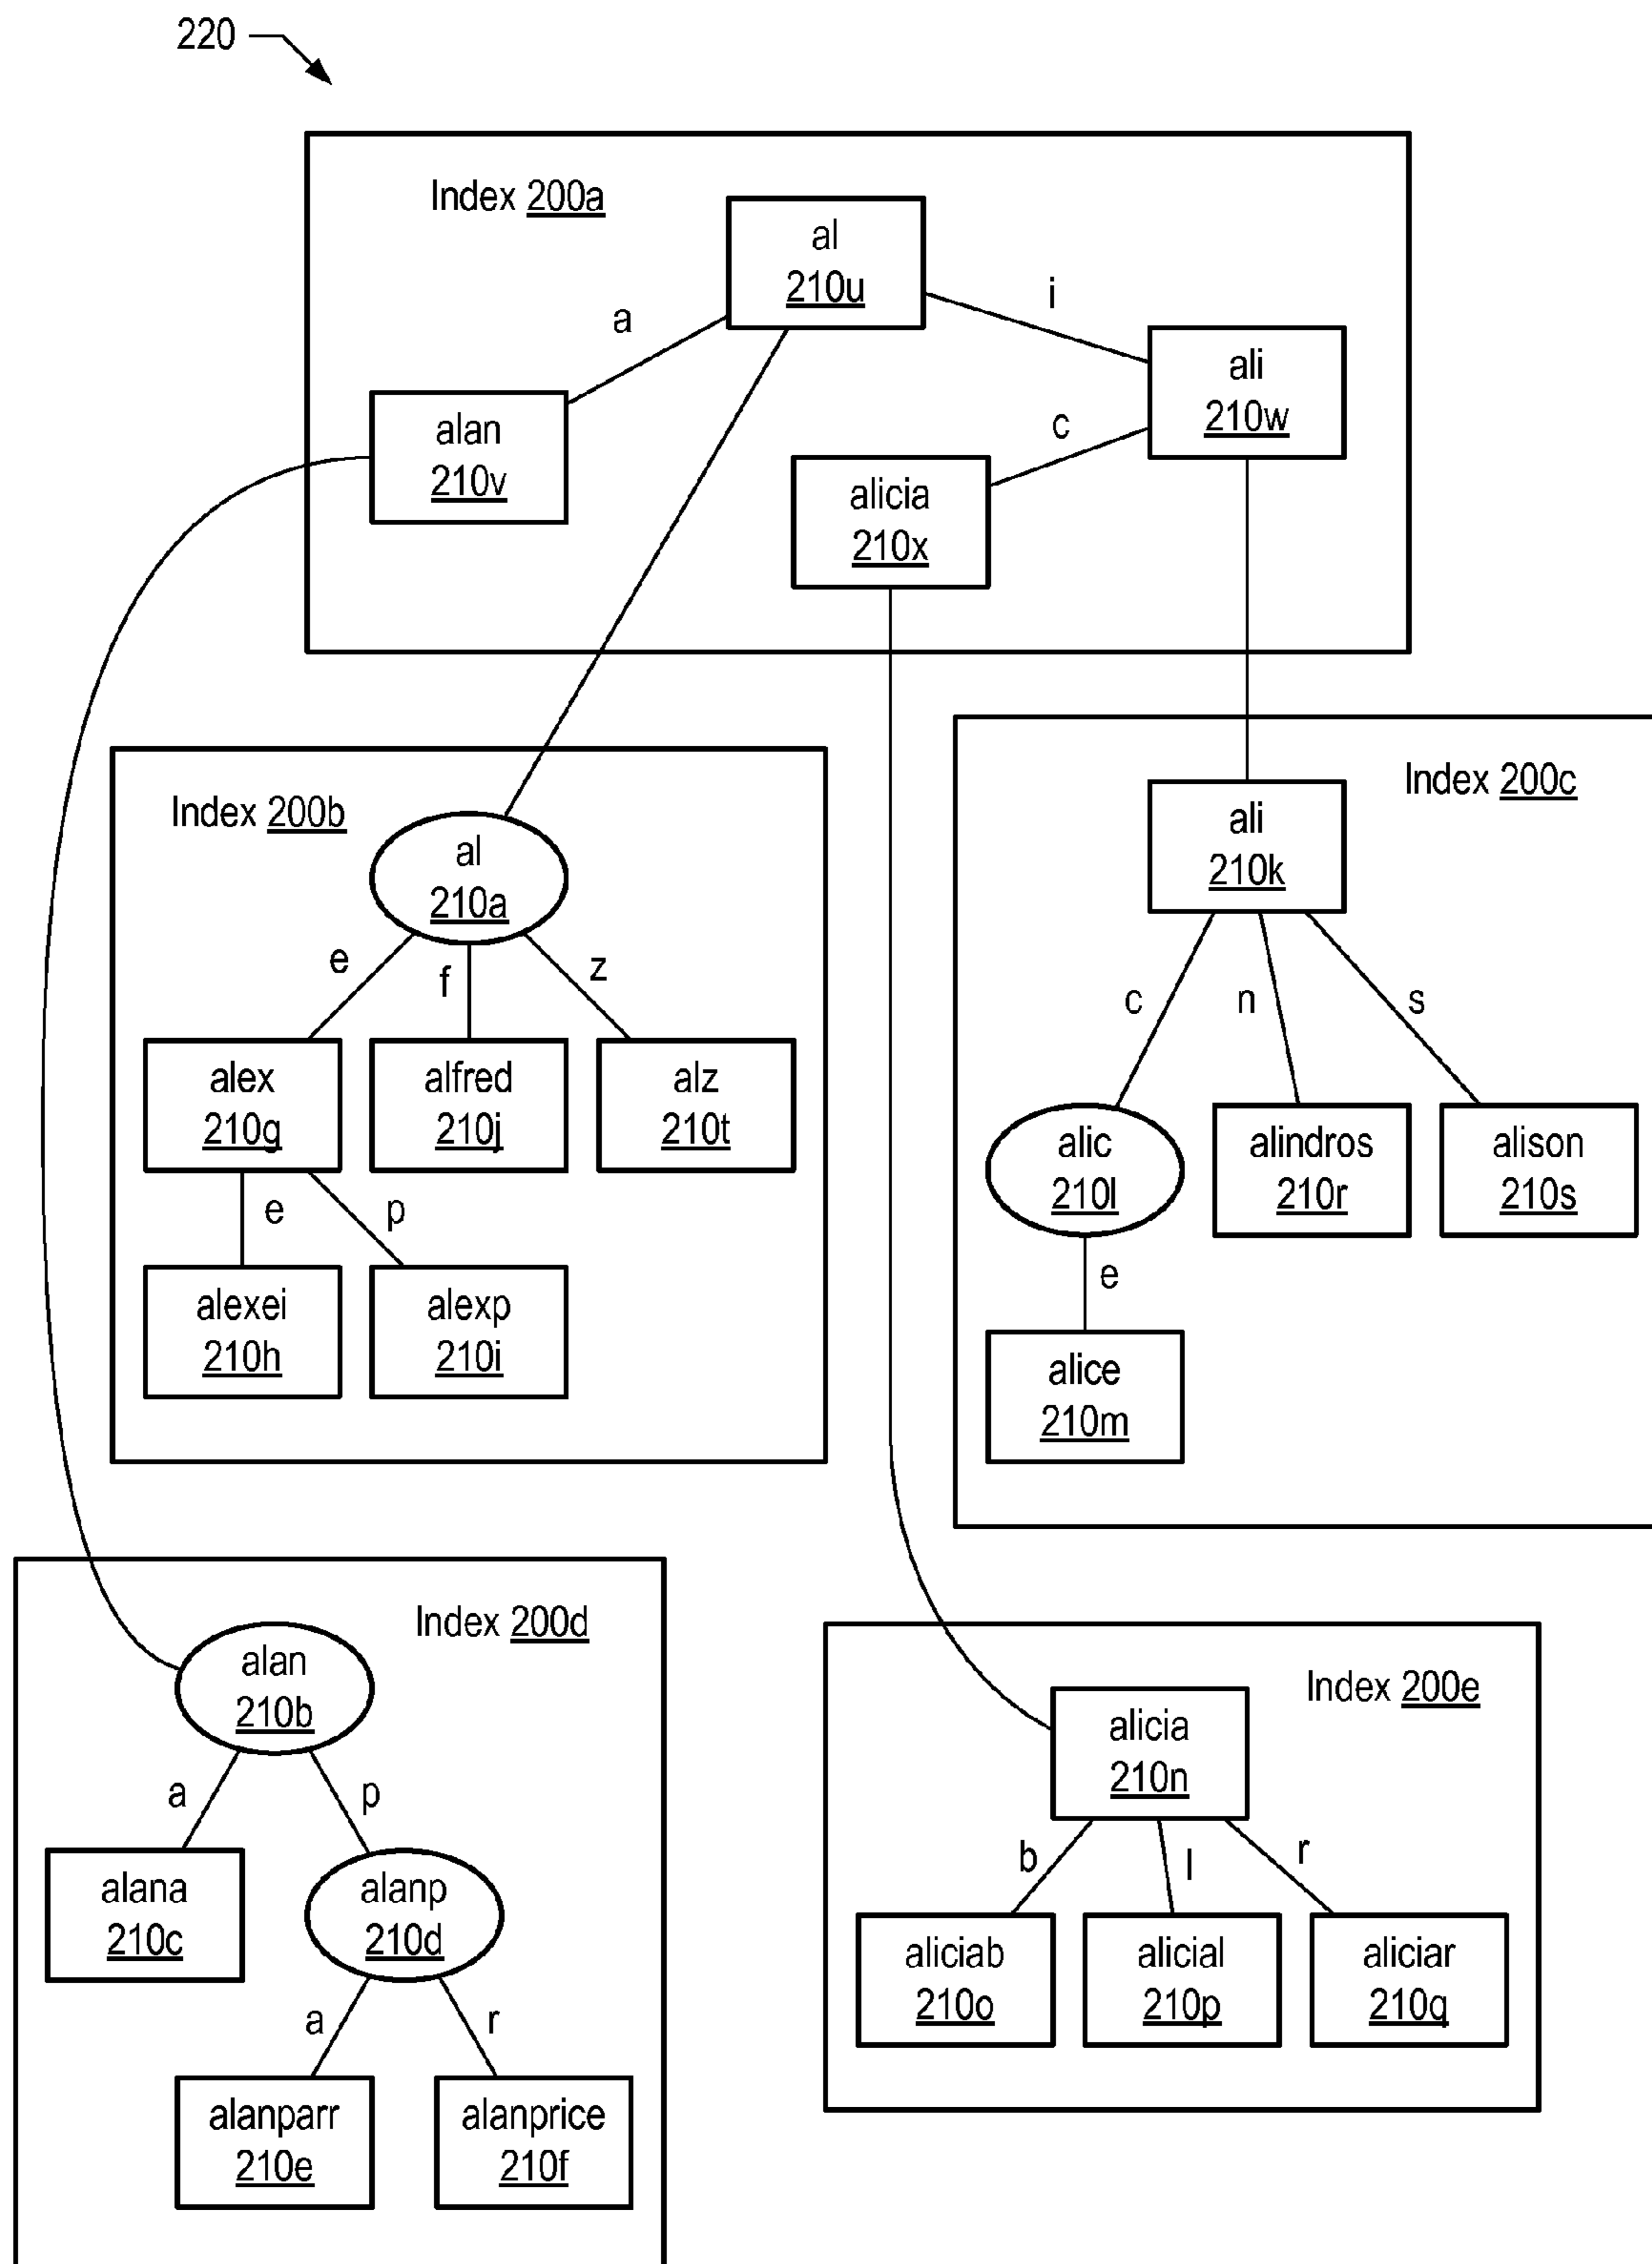 220
Index 200a
al
210u
a
i
alan
210v
ali
210w
c
alicia
210x
Index 200b
al
210a
e
f
z
alex
210g
alfred
210j
alz
210t
e
p
alexei
210h
alexp
210i
Index 200c
ali
210k
c
n
s
alic
210l
alindros
210r
alison
210s
e
alice
210m
Index 200d
alan
210b
a
p
alana
210c
alanp
210d
a
r
alanparr
210e
alanprice
210f
Index 200e
alicia
210n
b
l
r
aliciab
210o
alicial
210p
aliciar
210q